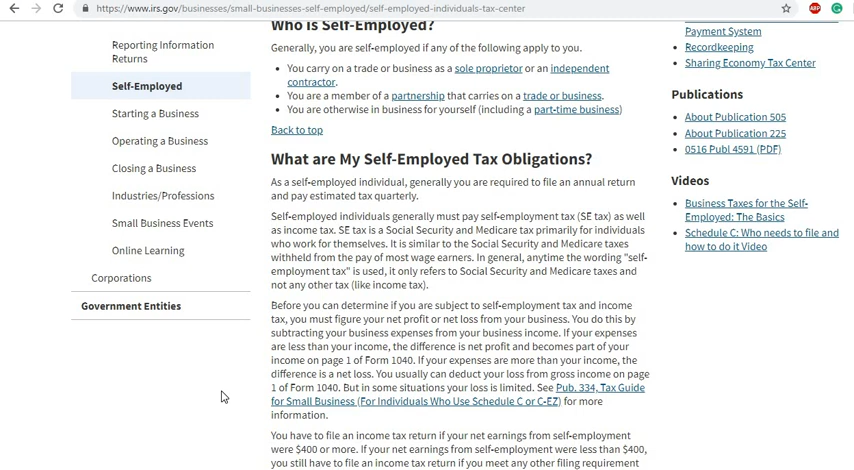 https://www.irs.gov/businesses/small-businesses-self-employed/self-employed-individuals-tax-center
ABP
Reporting Information
Returns
Self-Employed
Starting a Business
Operating a Business
Closing a Business
Industries/Professions
Small Business Events
Online Learning
Corporations
Government Entities
Who is Self-Employed?
Generally, you are self-employed if any of the following apply to you.
• You carry on a trade or business as a sole proprietor or an independent
contractor.
• You are a member of a partnership that carries on a trade or business.
• You are otherwise in business for yourself (including a part-time business)
Back to top
What are My Self-Employed Tax Obligations?
As a self-employed individual, generally you are required to file an annual return
and pay estimated tax quarterly.
Self-employed individuals generally must pay self-employment tax (SE tax) as well
as income tax. SE tax is a Social Security and Medicare tax primarily for individuals
who work for themselves. It is similar to the Social Security and Medicare taxes
withheld from the pay of most wage earners. In general, anytime the wording "self-
employment tax" is used, it only refers to Social Security and Medicare taxes and
not any other tax (like income tax).
Before you can determine if you are subject to self-employment tax and income
tax, you must figure your net profit or net loss from your business. You do this by
subtracting your business expenses from your business income. If your expenses
are less than your income, the difference is net profit and becomes part of your
income on page 1 of Form 1040. If your expenses are more than your income, the
difference is a net loss. You usually can deduct your loss from gross income on page
1 of Form 1040. But in some situations your loss is limited. See Pub. 334, Tax Guide
for Small Business (For Individuals Who Use Schedule C or C-EZ) for more
information.
You have to file an income tax return if your net earnings from self-employment
were $400 or more. If your net earnings from self-employment were less than $400,
you still have to file an income tax return if you meet any other filing requirement
Payment System
• Recordkeeping
• Sharing Economy Tax Center
Publications
• About Publication 505
• About Publication 225
• 0516 Publ 4591 (PDF)
Videos
• Business Taxes for the Self-
Employed: The Basics
• Schedule C: Who needs to file and
how to do it Video